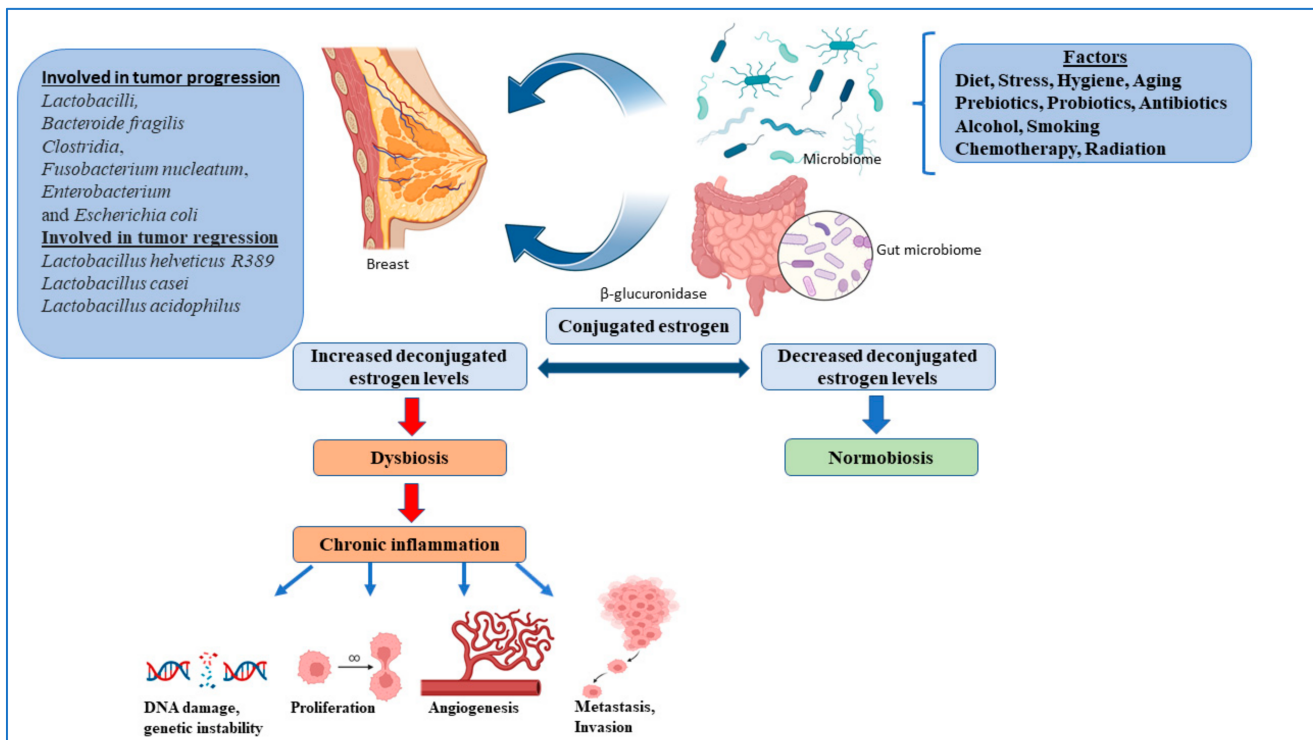 Involved in tumor progression
Lactobacilli,
Bacteroide fragilis
Clostridia,
Fusobacterium nucleatum,
Enterobacterium
and Escherichia coli
Involved in tumor regression
Lactobacillus helveticus R389
Lactobacillus casei
Lactobacillus acidophilus
Breast
Microbiome
Factors
Diet, Stress, Hygiene, Aging
Prebiotics, Probiotics, Antibiotics
Alcohol, Smoking
Chemotherapy, Radiation
Gut microbiome
β-glucuronidase
Conjugated estrogen
Increased deconjugated
estrogen levels
Decreased deconjugated
estrogen levels
Dysbiosis
Normobiosis
Chronic inflammation
∞
DNA damage,
genetic instability
Proliferation
Angiogenesis
Metastasis,
Invasion